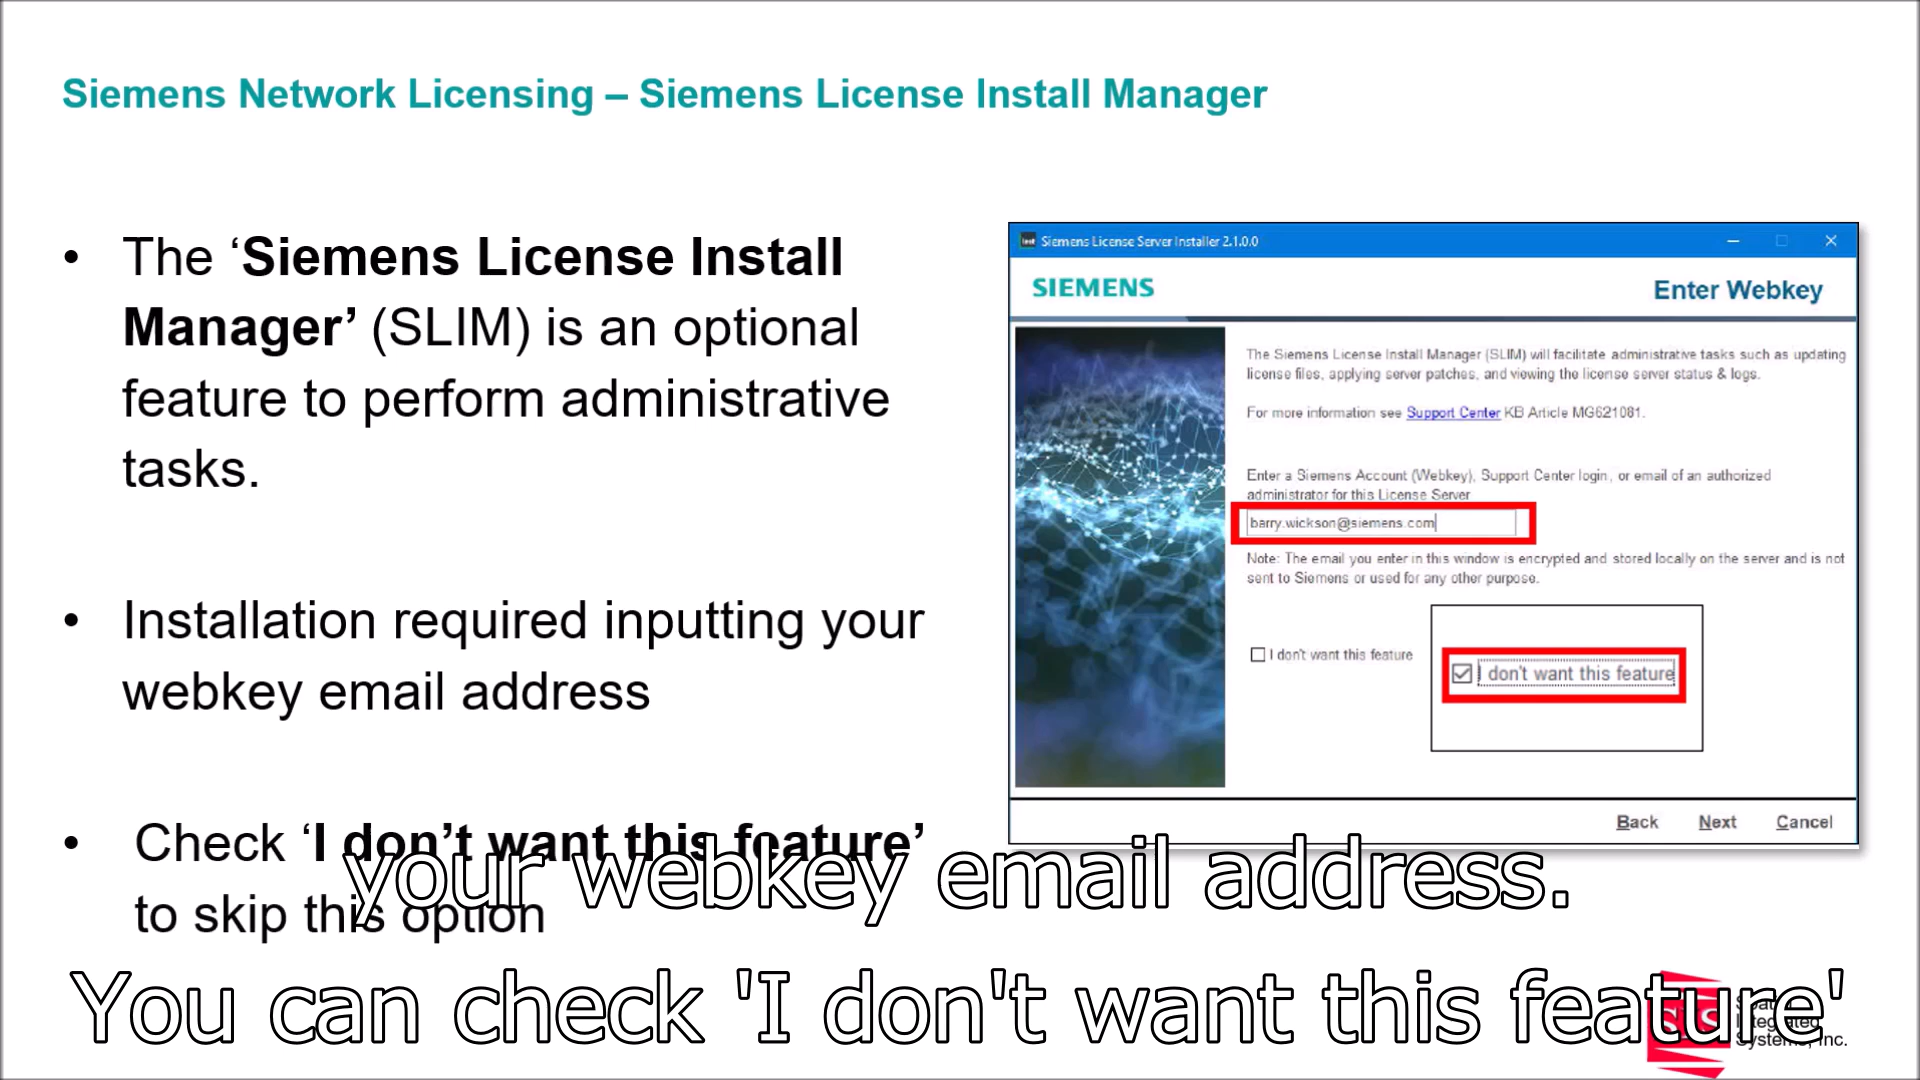 Siemens Network Licensing – Siemens License Install Manager
• The ‘Siemens License Install
Manager’ (SLIM) is an optional
feature to perform administrative
tasks.
• Installation required inputting your
webkey email address
• Check ‘I don’t want this feature’
to skip this option
Siemens License Server Installer 2.1.0.0
SIEMENS
Enter Webkey
The Siemens License Install Manager (SLIM) will facilitate administrative tasks such as updating
license files, applying server patches, and viewing the license server status & logs.
For more information see Support Center KB Article MG621081.
Enter a Siemens Account (Webkey), Support Center login, or email of an authorized
administrator for this License Server
barry.wickson@siemens.com
Note: The email you enter in this window is encrypted and stored locally on the server and is not
sent to Siemens or used for any other purpose.
I don't want this feature
I don't want this feature
Back Next Cancel
your webkey email address.
You can check 'I don't want this feature'
SIS
Integrated
Systems, Inc.